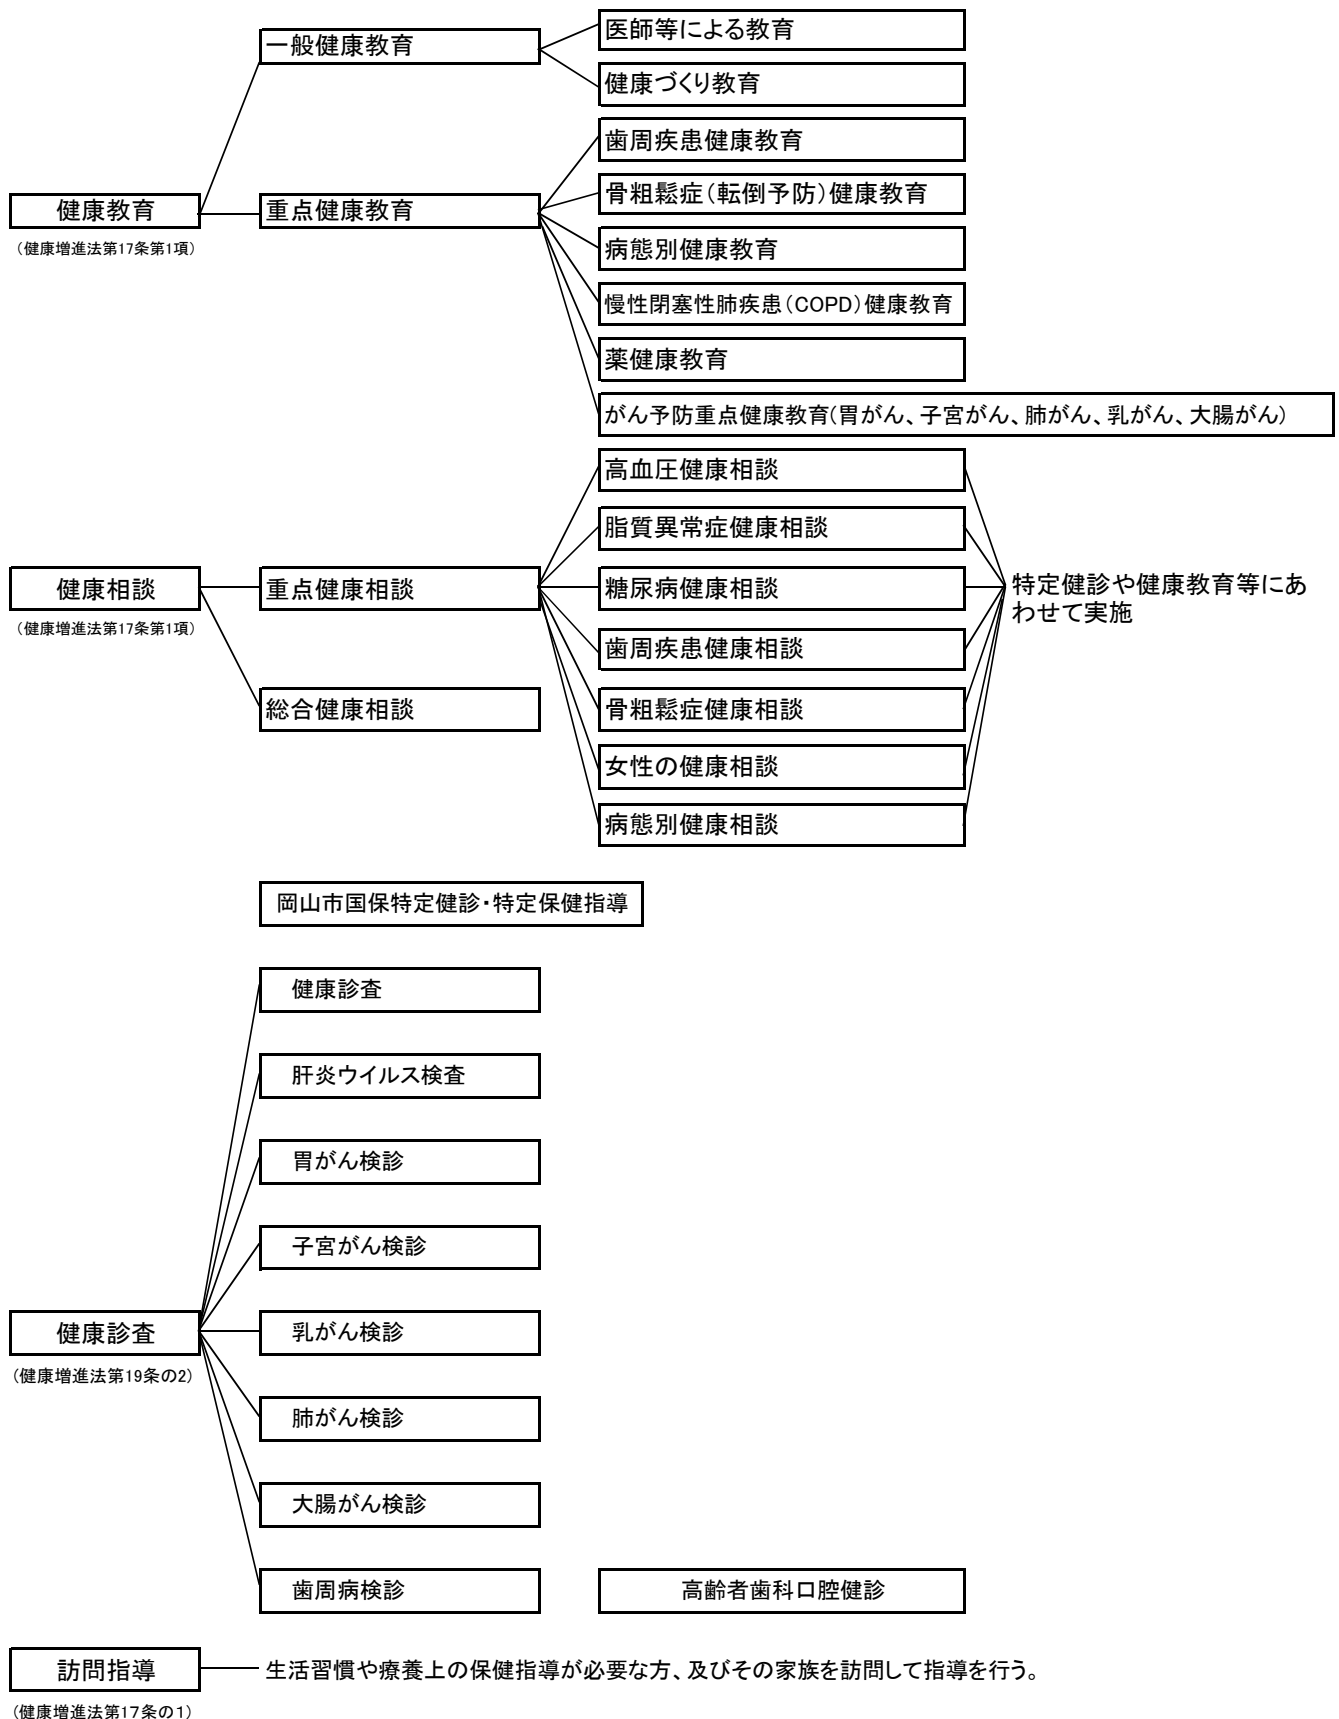 一般健康教育
医師等による教育
健康づくり教育
健康教育
(健康増進法第17条第1項)
重点健康教育
歯周疾患健康教育
骨粗鬆症(転倒予防)健康教育
病態別健康教育
慢性閉塞性肺疾患(COPD)健康教育
薬健康教育
がん予防重点健康教育(胃がん、子宮がん、肺がん、乳がん、大腸がん)
健康相談
(健康増進法第17条第1項)
重点健康相談
総合健康相談
高血圧健康相談
脂質異常症健康相談
糖尿病健康相談
歯周疾患健康相談
骨粗鬆症健康相談
女性の健康相談
病態別健康相談
特定健診や健康教育等にあ
わせて実施
岡山市国保特定健診・特定保健指導
健康診査
(健康増進法第19条の2)
健康診査
肝炎ウイルス検査
胃がん検診
子宮がん検診
乳がん検診
肺がん検診
大腸がん検診
歯周病検診
高齢者歯科口腔健診
訪問指導
(健康増進法第17条の1)
生活習慣や療養上の保健指導が必要な方、及びその家族を訪問して指導を行う。